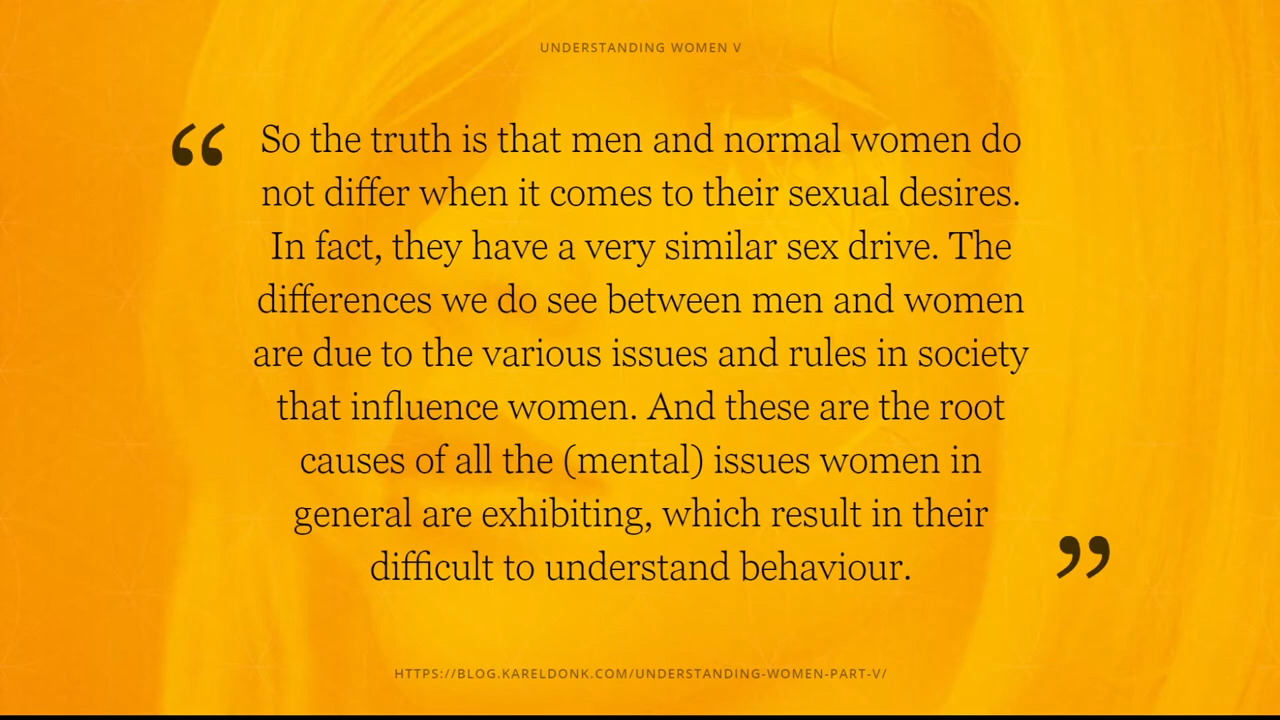 UNDERSTANDING WOMEN V
“ So the truth is that men and normal women do
not differ when it comes to their sexual desires.
In fact, they have a very similar sex drive. The
differences we do see between men and women
are due to the various issues and rules in society
that influence women. And these are the root
causes of all the (mental) issues women in
general are exhibiting, which result in their
difficult to understand behaviour. ”
HTTPS://BLOG.KARELDONK.COM/UNDERSTANDING-WOMEN-PART-V/